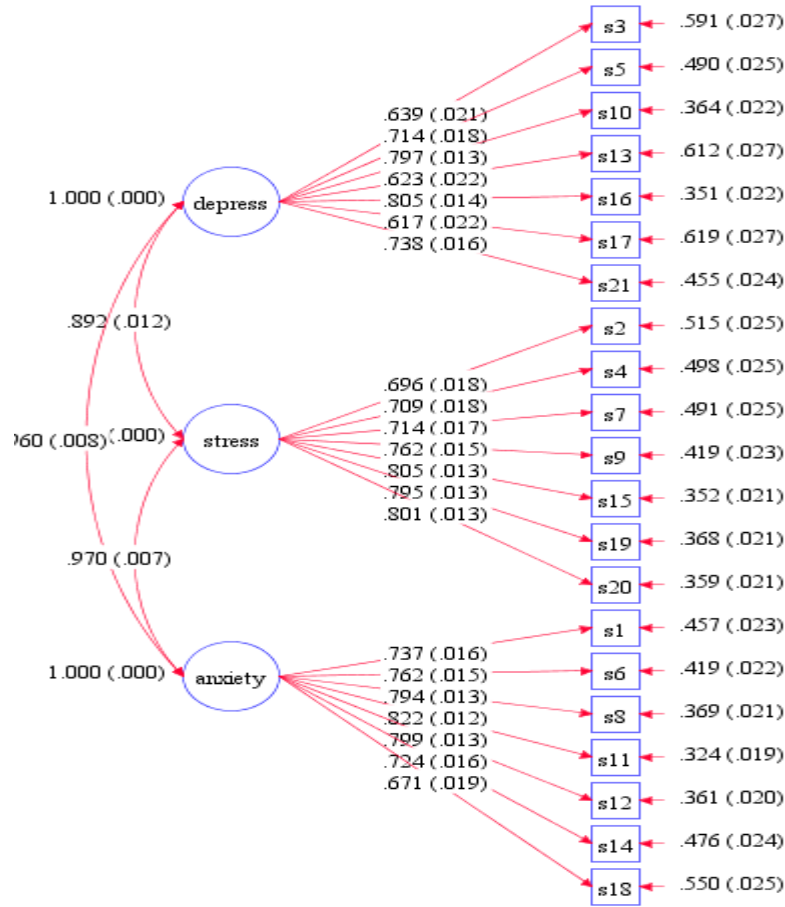 s3 .591 (.027)
s5 .490 (.025)
s10 .364 (.022)
s13 .612 (.027)
s16 .351 (.022)
s17 .619 (.027)
s21 .455 (.024)
.639 (.021)
.714 (.018)
.797 (.013)
.623 (.022)
.805 (.014)
.617 (.022)
.738 (.016)
1.000 (.000) depress
.892 (.012)
s2 .515 (.025)
s4 .498 (.025)
s7 .491 (.025)
s9 .419 (.023)
s15 .352 (.021)
s19 .368 (.021)
s20 .359 (.021)
.696 (.018)
.709 (.018)
.714 (.017)
.762 (.015)
.805 (.013)
.795 (.013)
.801 (.013)
960 (.008) (.000) stress
.970 (.007)
s1 .457 (.023)
s6 .419 (.022)
s8 .369 (.021)
s11 .324 (.019)
s12 .361 (.020)
s14 .476 (.024)
s18 .550 (.025)
.737 (.016)
.762 (.015)
.794 (.013)
.822 (.012)
.799 (.013)
.724 (.016)
.671 (.019)
1.000 (.000) anxiety